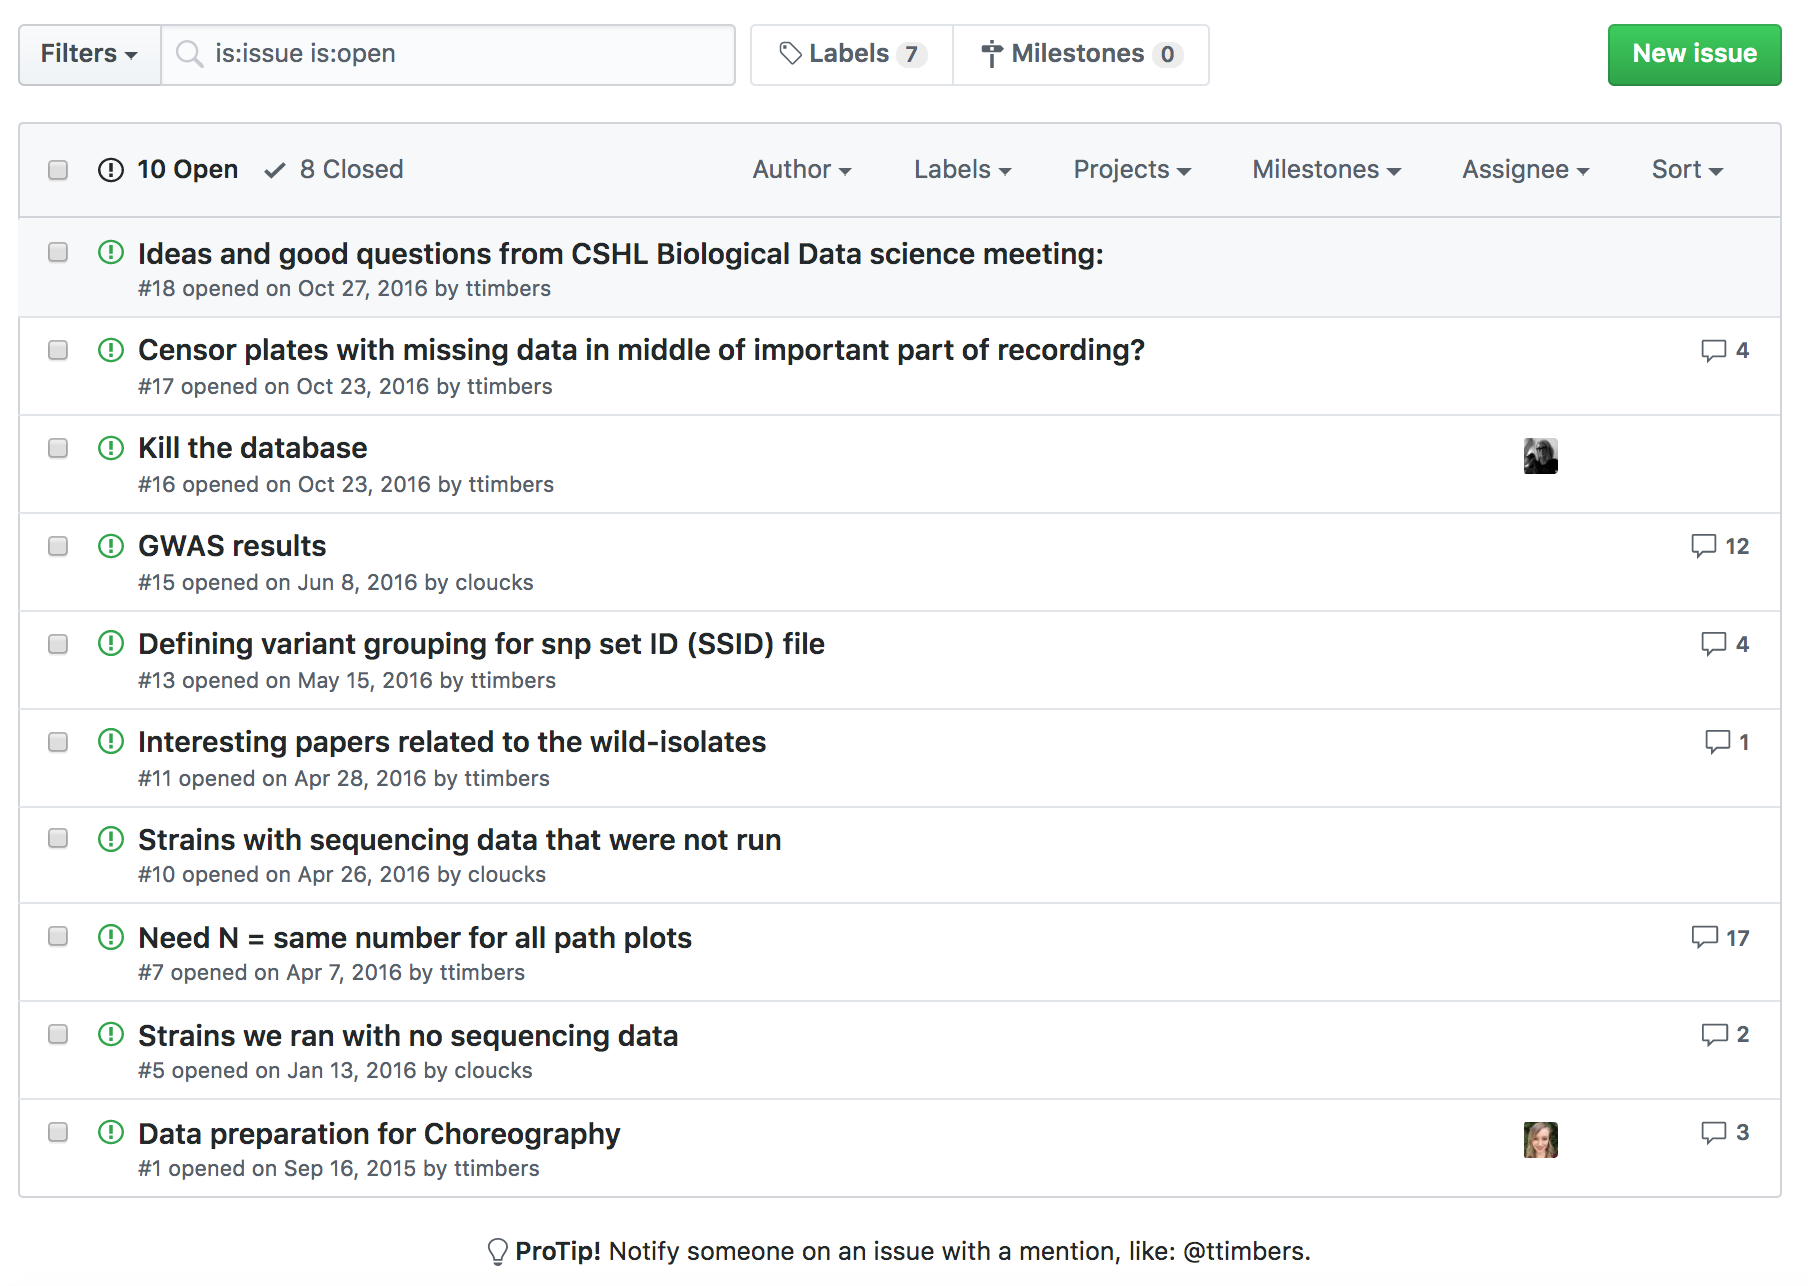 Filters is:issue is:open Labels 7 Milestones 0 New issue
10 Open 8 Closed Author Labels Projects Milestones Assignee Sort
Ideas and good questions from CSHL Biological Data science meeting:
#18 opened on Oct 27, 2016 by ttimbers
Censor plates with missing data in middle of important part of recording? 4
#17 opened on Oct 23, 2016 by ttimbers
Kill the database
#16 opened on Oct 23, 2016 by ttimbers
GWAS results 12
#15 opened on Jun 8, 2016 by cloucks
Defining variant grouping for snp set ID (SSID) file 4
#13 opened on May 15, 2016 by ttimbers
Interesting papers related to the wild-isolates 1
#11 opened on Apr 28, 2016 by ttimbers
Strains with sequencing data that were not run
#10 opened on Apr 26, 2016 by cloucks
Need N = same number for all path plots 17
#7 opened on Apr 7, 2016 by ttimbers
Strains we ran with no sequencing data 2
#5 opened on Jan 13, 2016 by cloucks
Data preparation for Choreography 3
#1 opened on Sep 16, 2015 by ttimbers
ProTip! Notify someone on an issue with a mention, like: @ttimbers.